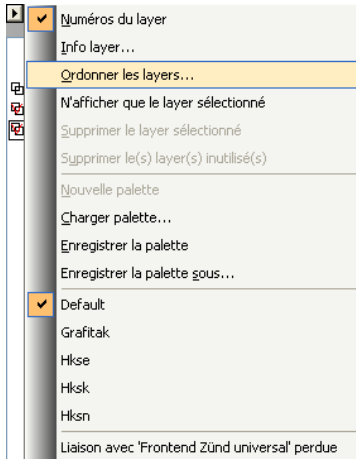 Numéros du layer
Info layer...
Ordonner les layers...
N'afficher que le layer sélectionné
Supprimer le layer sélectionné
Supprimer le(s) layer(s) inutilisé(s)
Nouvelle palette
Charger palette...
Enregistrer la palette
Enregistrer la palette sous...
Default
Grafitak
Hkse
Hksk
Hksn
Liaison avec 'Frontend Zünd universal' perdue